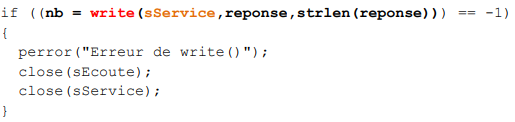 if ((nb = write(sService,reponse,strlen(reponse))) == -1)
{
  perror("Erreur de write()");
  close(sEcoute);
  close(sService);
}